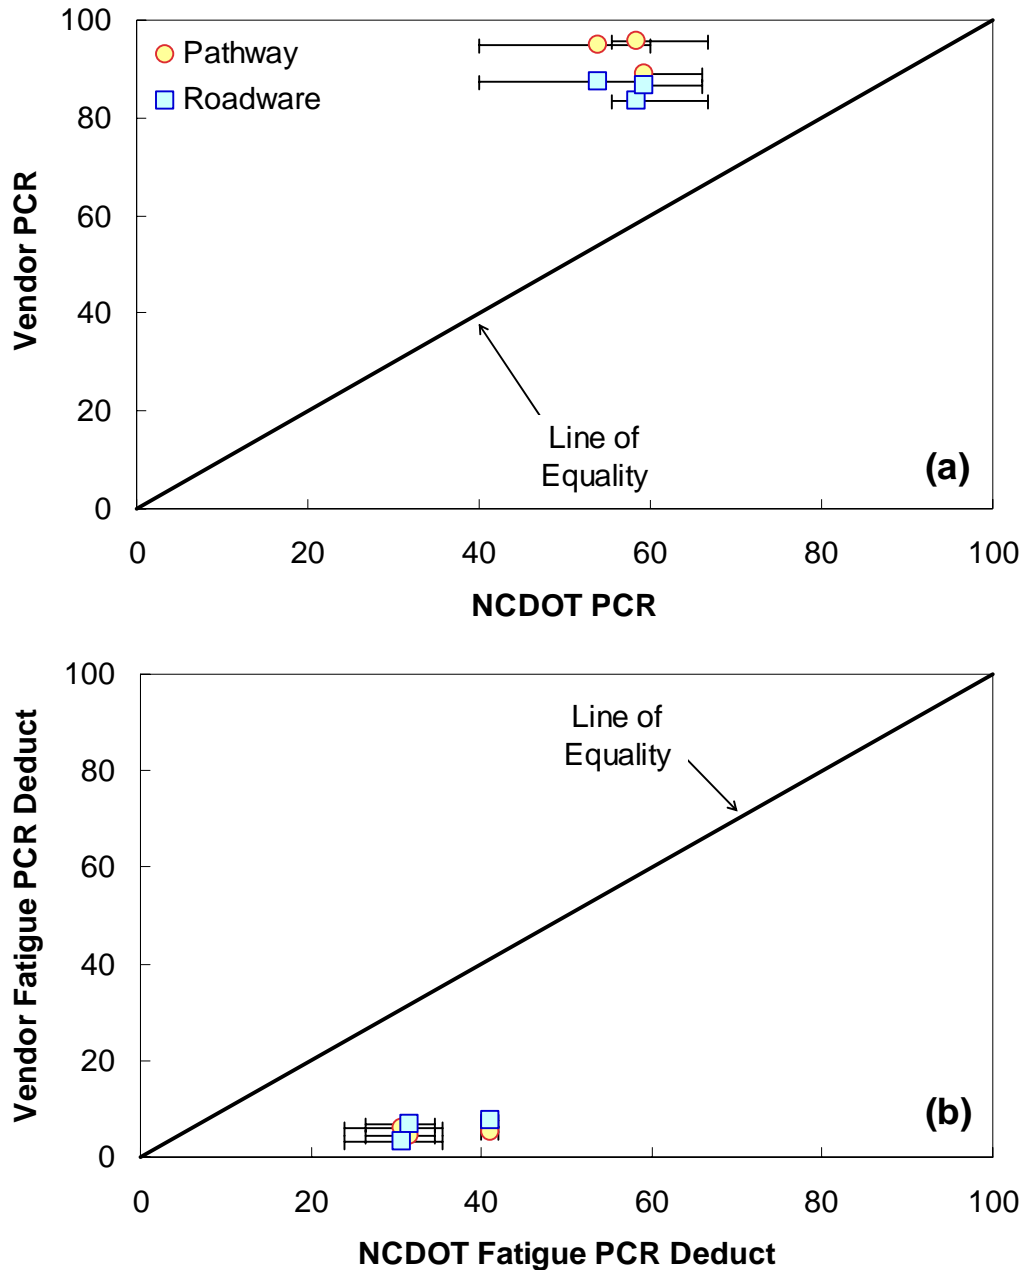 100
80
60
40
20
0
Vendor PCR
Pathway
Roadware
Line of
Equality
(a)
0 20 40 60 80 100
NCDOT PCR
100
80
60
40
20
0
Vendor Fatigue PCR Deduct
Line of
Equality
(b)
0 20 40 60 80 100
NCDOT Fatigue PCR Deduct